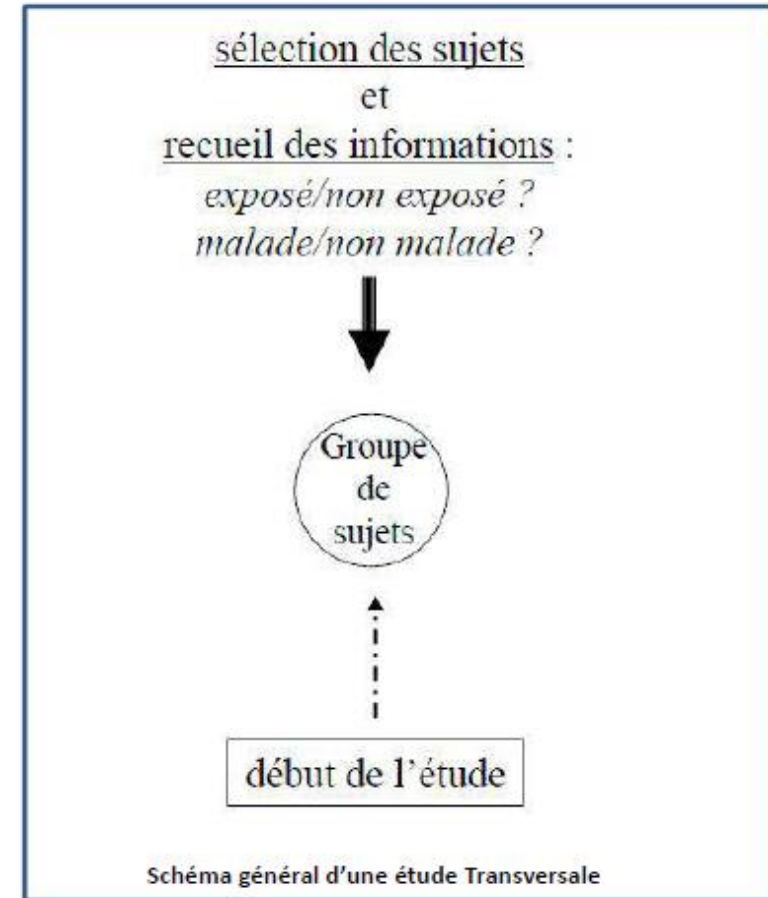 sélection des sujets
et
recueil des informations :
exposé/non exposé ?
malade/non malade ?
Groupe
de
sujets
début de l'étude
Schéma général d'une étude Transversale